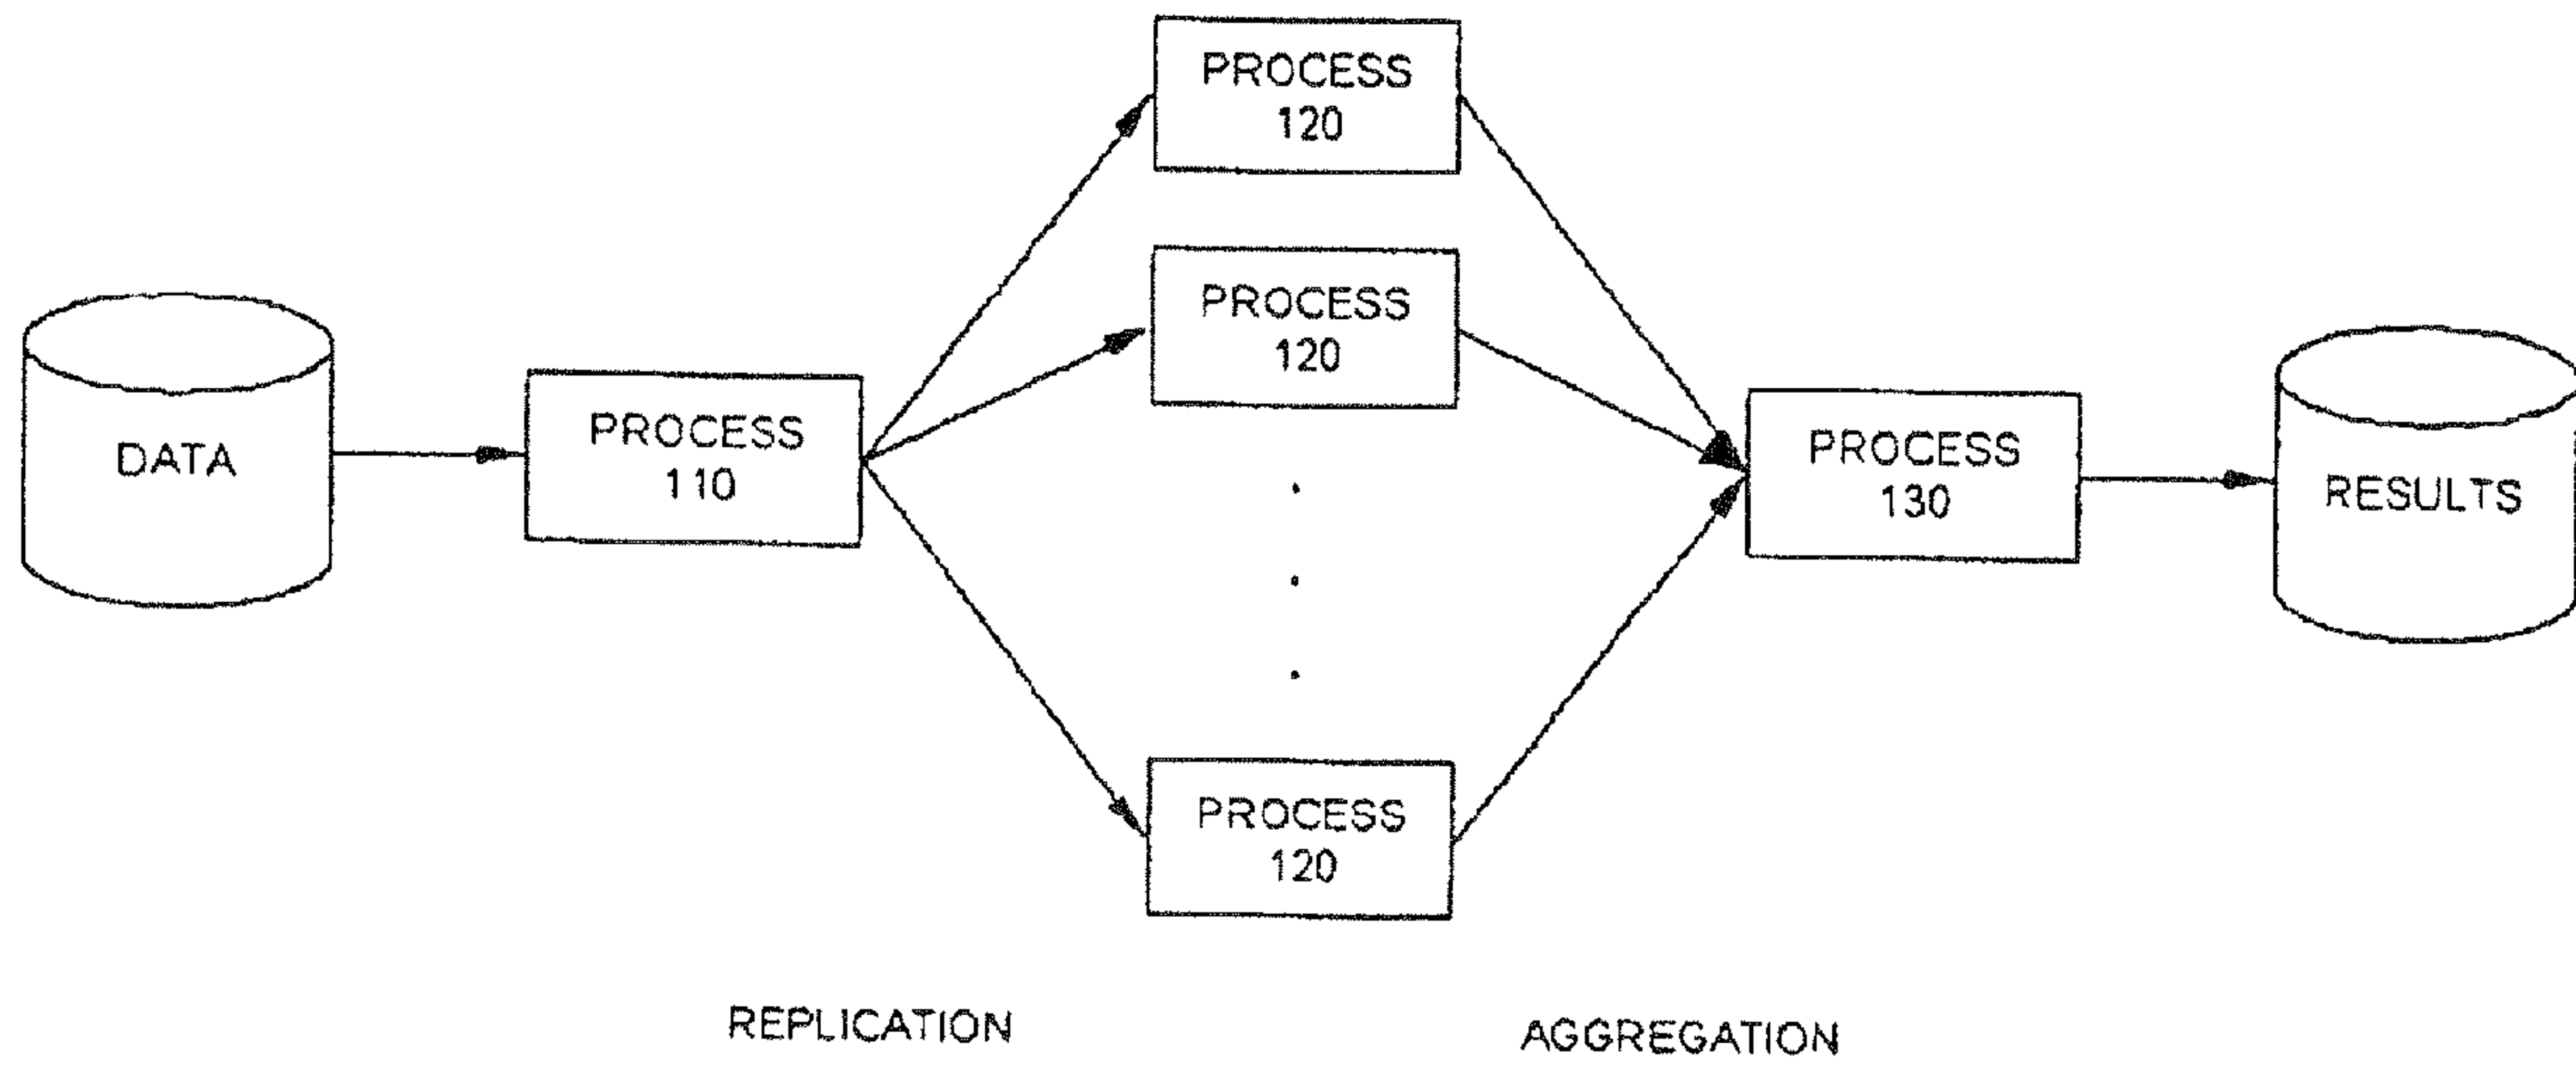 PROCESS
120
PROCESS
120
DATA
PROCESS
110
PROCESS
130
RESULTS
PROCESS
120
REPLICATION
AGGREGATION